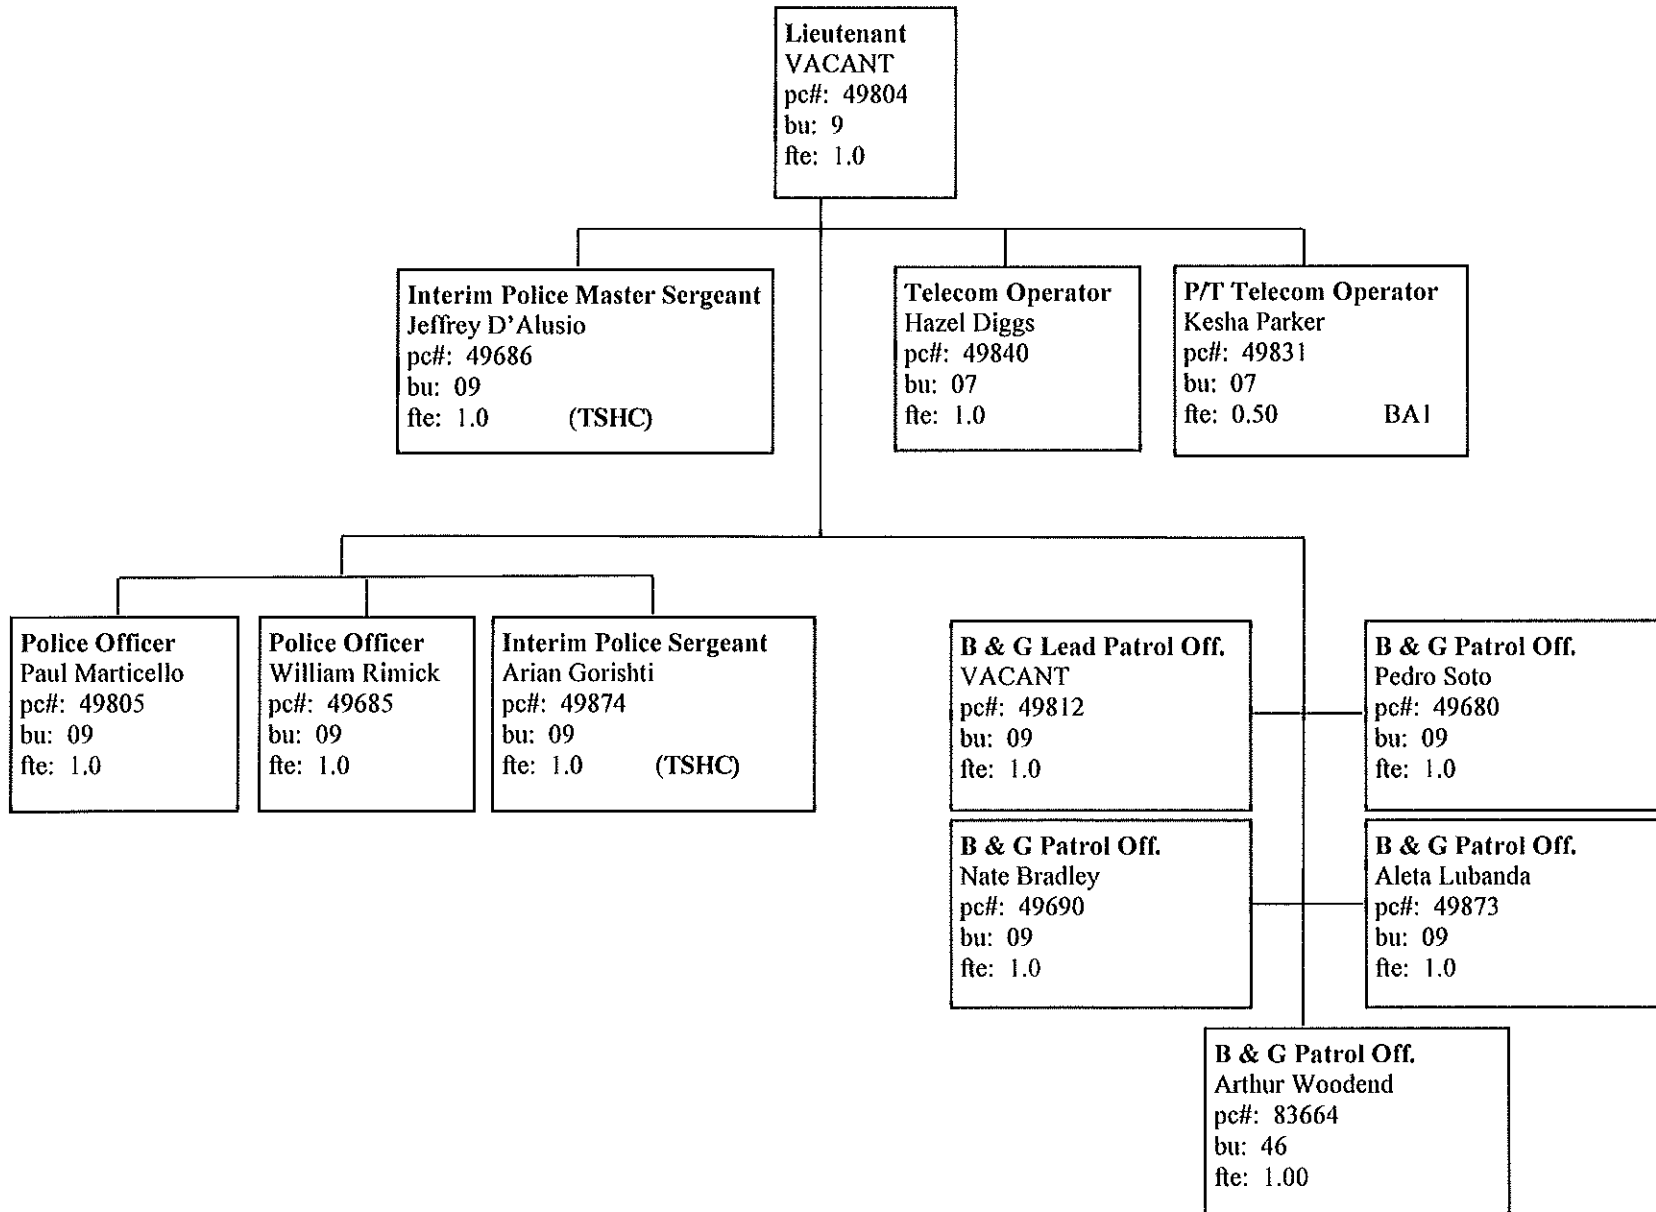 Lieutenant
VACANT
pc#: 49804
bu: 9
fte: 1.0
Interim Police Master Sergeant
Jeffrey D'Alusio
pc#: 49686
bu: 09
fte: 1.0 (TSHC)
Telecom Operator
Hazel Diggs
pc#: 49840
bu: 07
fte: 1.0
P/T Telecom Operator
Kesha Parker
pc#: 49831
bu: 07
fte: 0.50 BA1
Police Officer
Paul Marticello
pc#: 49805
bu: 09
fte: 1.0
Police Officer
William Rimick
pc#: 49685
bu: 09
fte: 1.0
Interim Police Sergeant
Arian Gorishti
pc#: 49874
bu: 09
fte: 1.0 (TSHC)
B & G Lead Patrol Off.
VACANT
pc#: 49812
bu: 09
fte: 1.0
B & G Patrol Off.
Pedro Soto
pc#: 49680
bu: 09
fte: 1.0
B & G Patrol Off.
Nate Bradley
pc#: 49690
bu: 09
fte: 1.0
B & G Patrol Off.
Aleta Lubanda
pc#: 49873
bu: 09
fte: 1.0
B & G Patrol Off.
Arthur Woodend
pc#: 83664
bu: 46
fte: 1.00